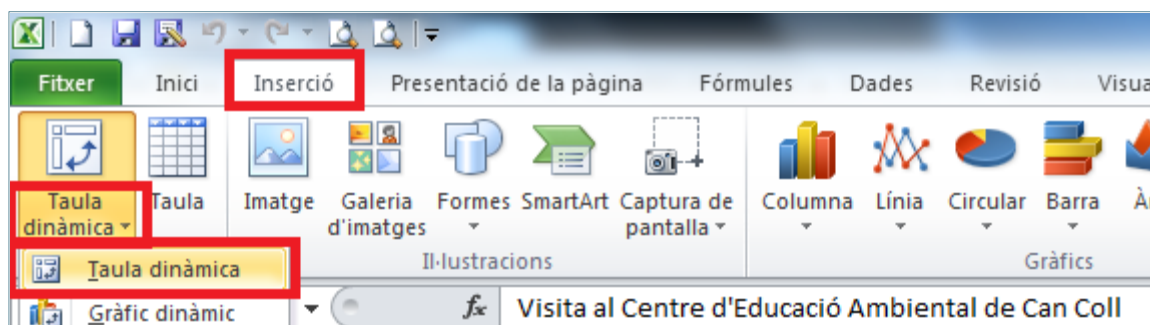 Fitxer Inici Inserció Presentació de la pàgina Fórmules Dades Revisió
Taula dinàmica
Taula
Imatge
Galeria d'imatges
Formes
SmartArt
Captura de pantalla
Columna
Línia
Circular
Barra
Il·lustracions
Gràfics
Taula dinàmica
Gràfic dinàmic
fx Visita al Centre d'Educació Ambiental de Can Coll